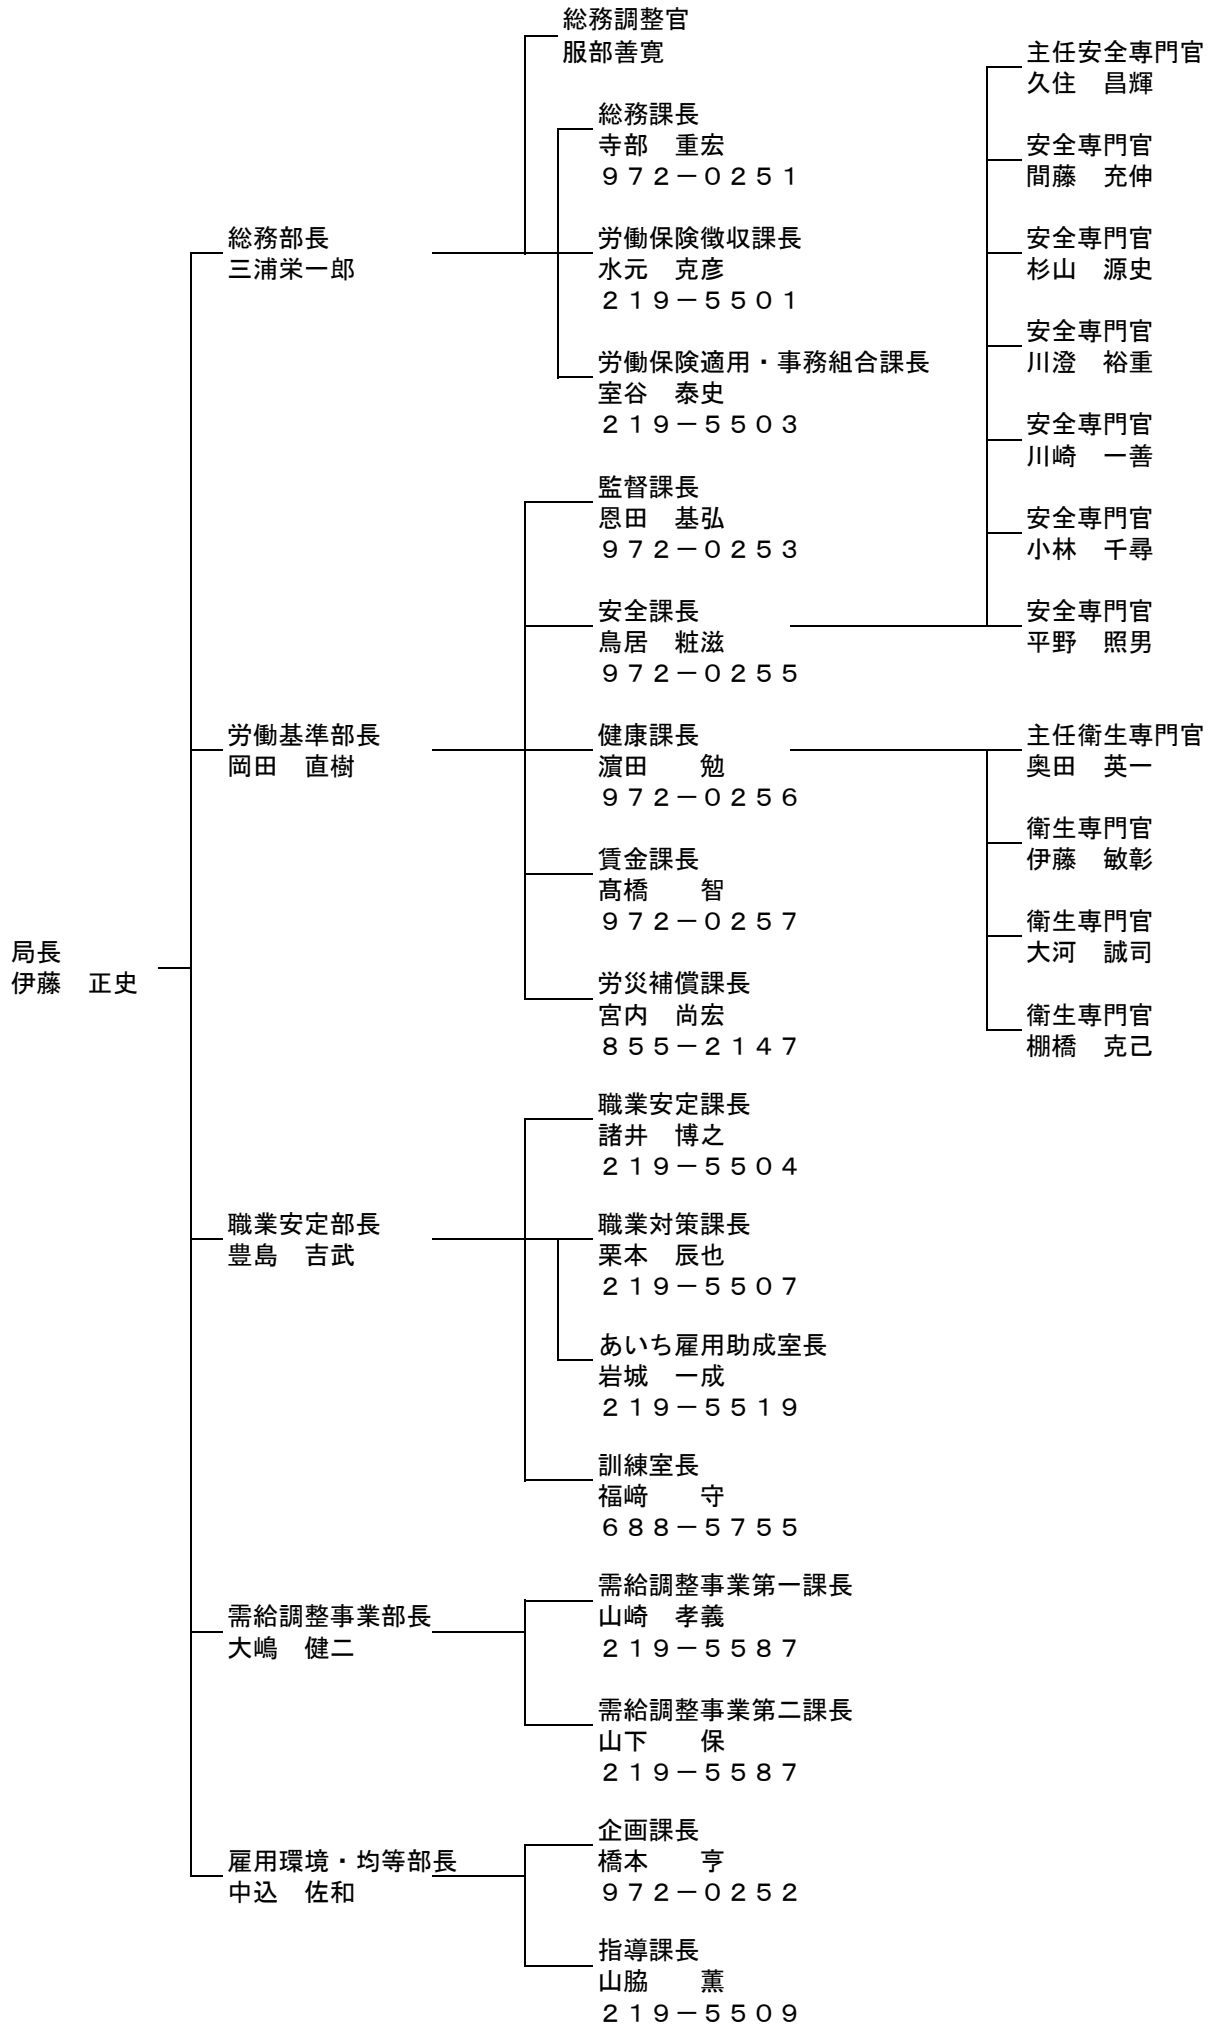 局長
伊藤　正史
総務部長
三浦栄一郎
総務調整官
服部善寛
総務課長
寺部　重宏
９７２－０２５１
労働保険徴収課長
水元　克彦
２１９－５５０１
労働保険適用・事務組合課長
室谷　泰史
２１９－５５０３
労働基準部長
岡田　直樹
監督課長
恩田　基弘
９７２－０２５３
安全課長
鳥居　粧滋
９７２－０２５５
主任安全専門官
久住　昌輝
安全専門官
間藤　充伸
安全専門官
杉山　源史
安全専門官
川澄　裕重
安全専門官
川崎　一善
安全専門官
小林　千尋
安全専門官
平野　照男
健康課長
濵田　　勉
９７２－０２５６
主任衛生専門官
奥田　英一
衛生専門官
伊藤　敏彰
衛生専門官
大河　誠司
衛生専門官
棚橋　克己
賃金課長
髙橋　　智
９７２－０２５７
労災補償課長
宮内　尚宏
８５５－２１４７
職業安定部長
豊島　吉武
職業安定課長
諸井　博之
２１９－５５０４
職業対策課長
栗本　辰也
２１９－５５０７
あいち雇用助成室長
岩城　一成
２１９－５５１９
訓練室長
福﨑　　守
６８８－５７５５
需給調整事業部長
大嶋　健二
需給調整事業第一課長
山崎　孝義
２１９－５５８７
需給調整事業第二課長
山下　　保
２１９－５５８７
雇用環境・均等部長
中込　佐和
企画課長
橋本　　亨
９７２－０２５２
指導課長
山脇　　薫
２１９－５５０９